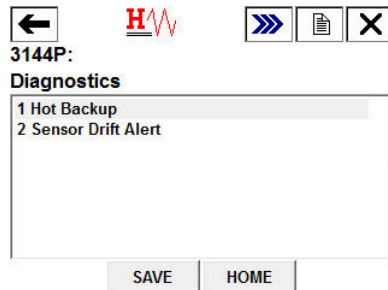 H
3144P:
Diagnostics
1 Hot Backup
2 Sensor Drift Alert
SAVE HOME